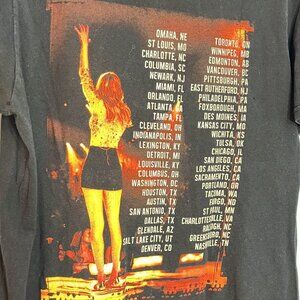 OMAHA, NE
ST LOUIS, MO
CHARLOTTE, NC
COLUMBIA, SC
NEWARK, NJ
MIAMI, FL
ORLANDO, FL
ATLANTA, GA
TAMPA, FL
CLEVELAND, OH
INDIANAPOLIS, IN
LEXINGTON, KY
DETROIT, MI
LOUISVILLE, KY
COLUMBUS, OH
WASHINGTON, DC
HOUSTON, TX
AUSTIN, TX
SAN ANTONIO, TX
DALLAS, TX
GLENDALE, AZ
SALT LAKE CITY, UT
DENVER, CO
TORONTO, ON
WINNIPEG, MB
EDMONTON, AB
VANCOUVER, BC
PITTSBURGH, PA
EAST RUTHERFORD, NJ
PHILADELPHIA, PA
FOXBOROUGH, MA
DES MOINES, IA
KANSAS CITY, MO
WICHITA, KS
TULSA, OK
CHICAGO, IL
SAN DIEGO, CA
LOS ANGELES, CA
SACRAMENTO, CA
PORTLAND, OR
TACOMA, WA
FARGO, ND
ST PAUL, MN
CHARLOTTESVILLE, VA
RALEIGH, NC
GREENSBORO, NC
NASHVILLE, TN